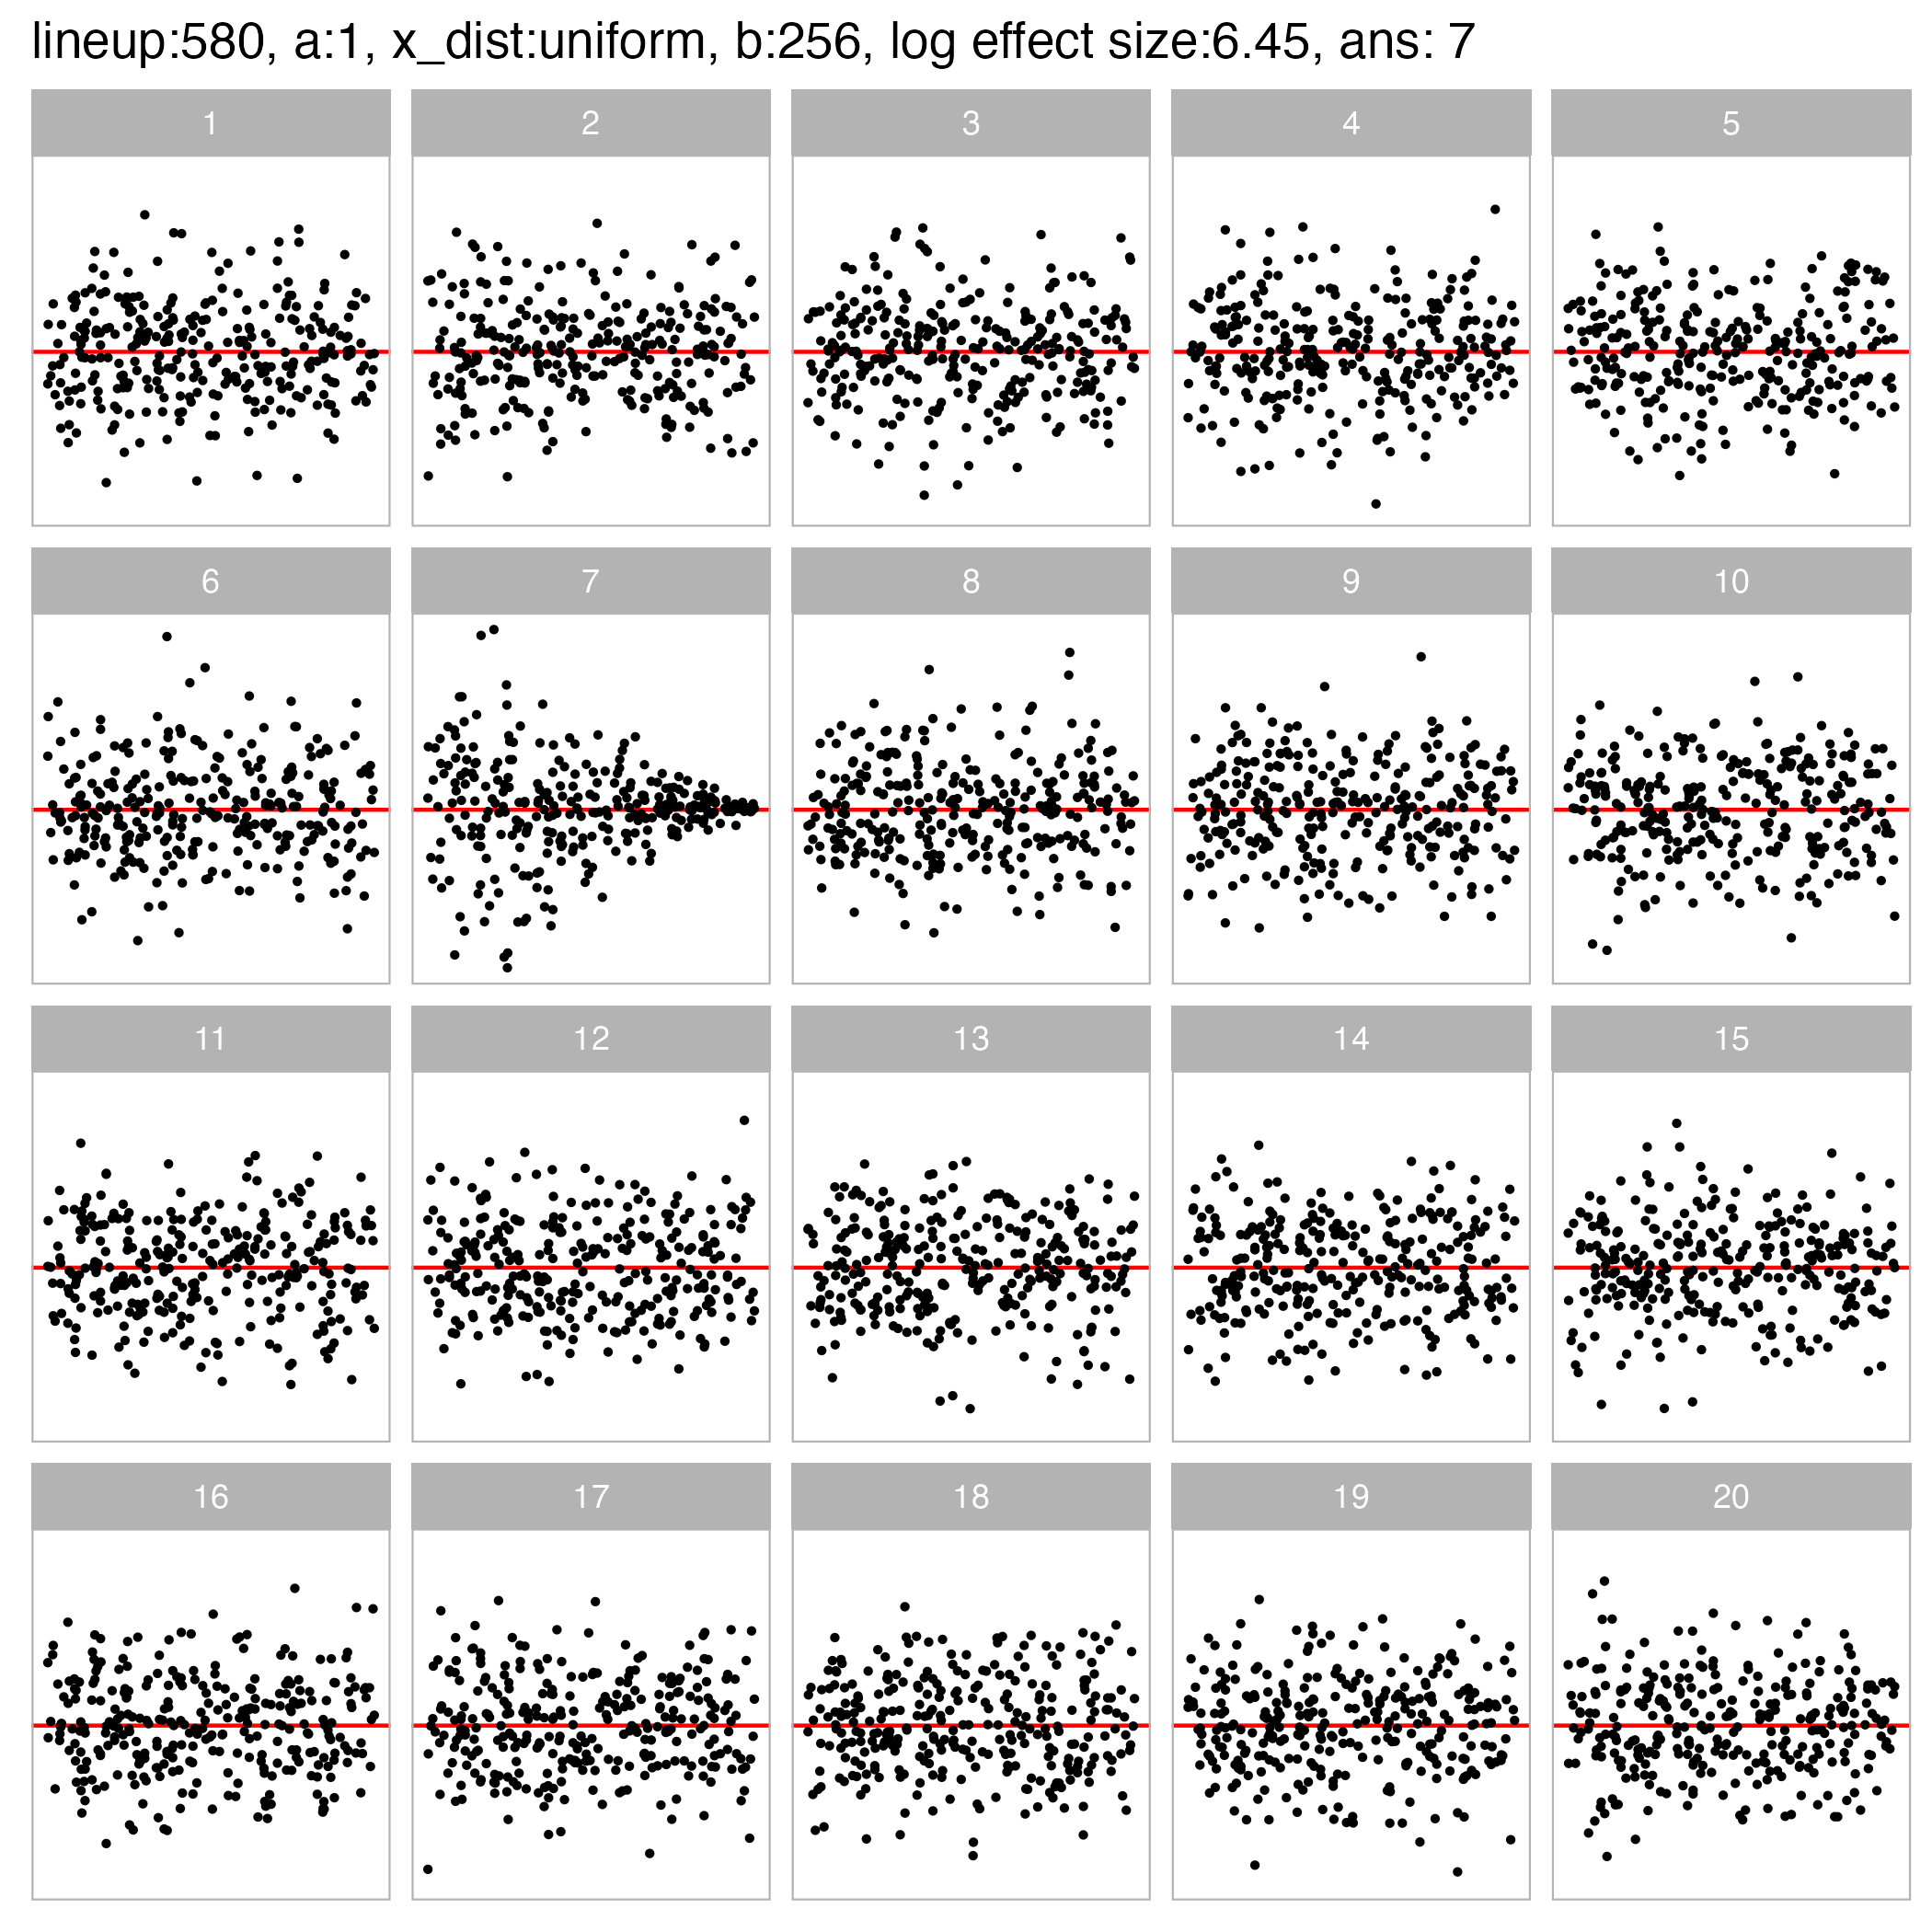 lineup:580, a:1, x_dist:uniform, b:256, log effect size:6.45, ans: 7
1 2 3 4 5
6 7 8 9 10
11 12 13 14 15
16 17 18 19 20